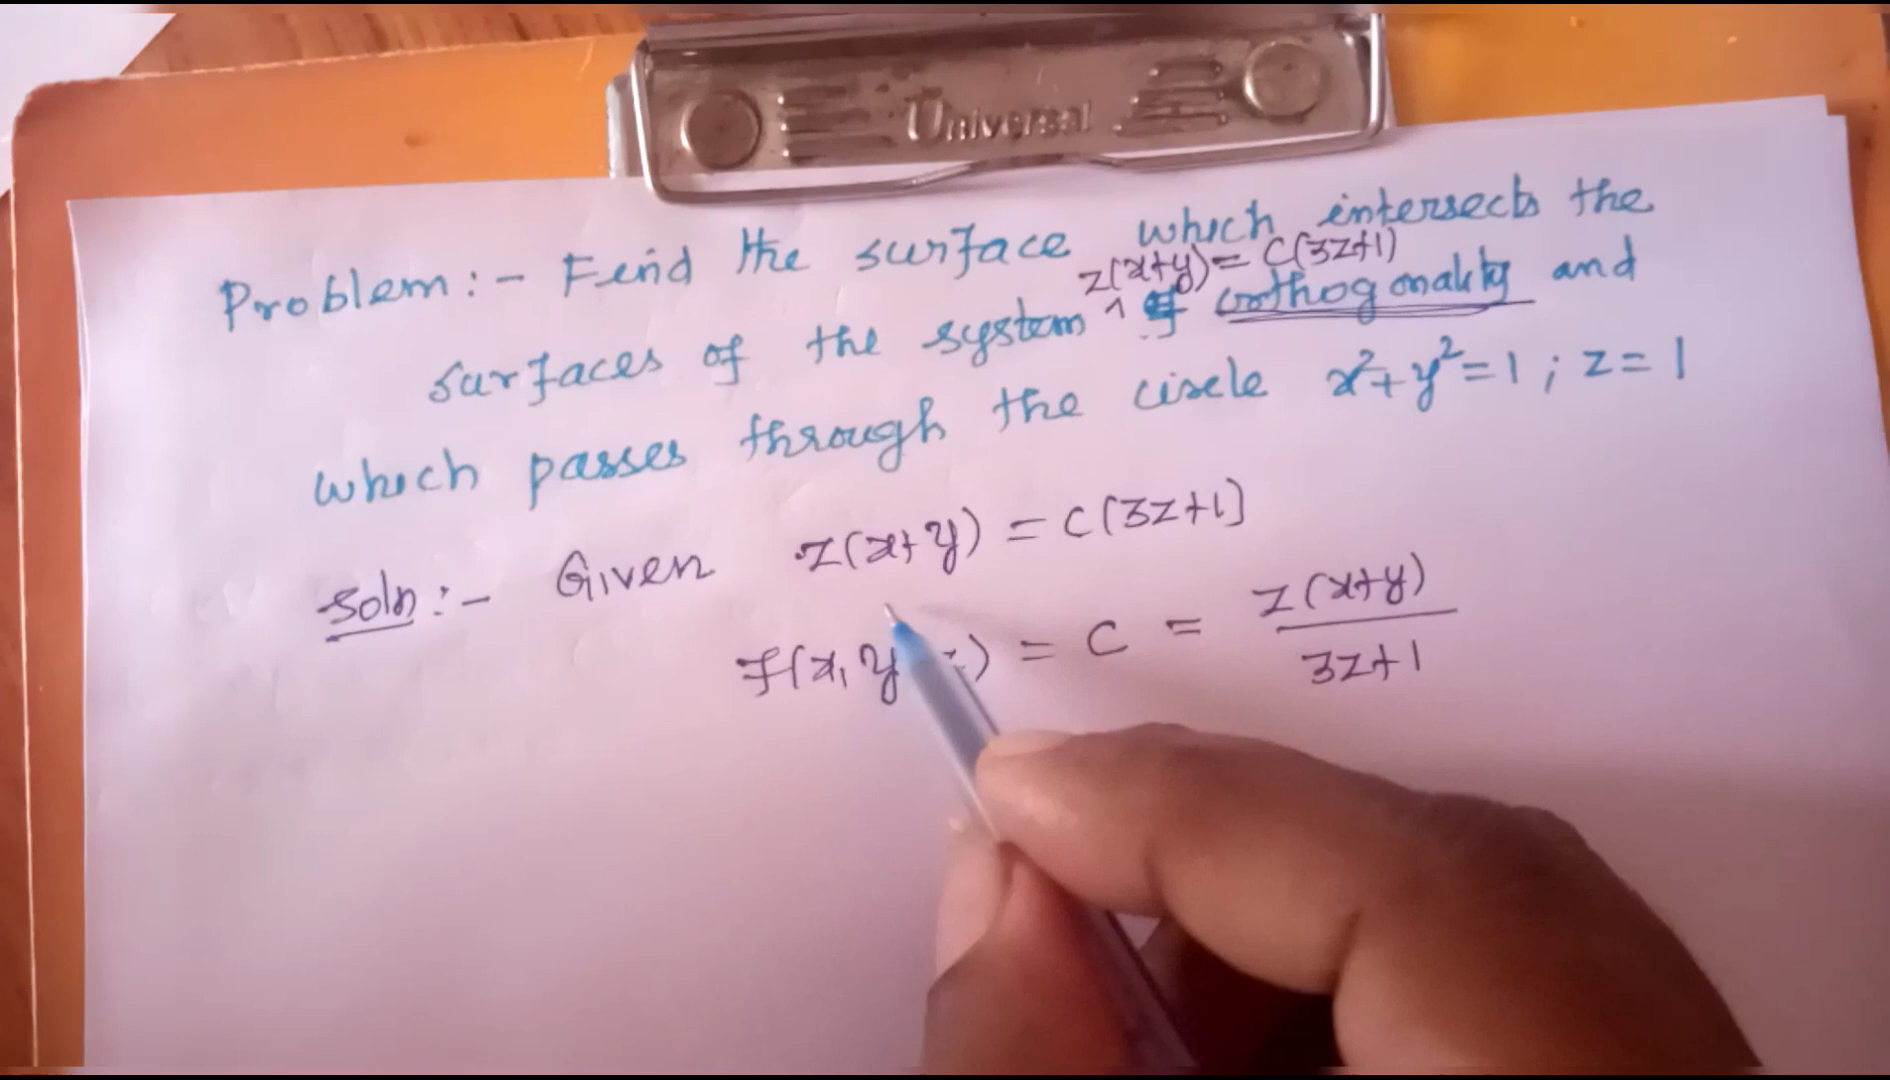 Universal
Problem:- Find the surface which intersects the
z(x+y) = C(3z+1)
surfaces of the system ^ orthogonality and
which passes through the circle x²+y²=1 ; z=1
Soln:- Given z(x+y) = C(3z+1)
f(x, y, z) = C = z(x+y)
3z+1